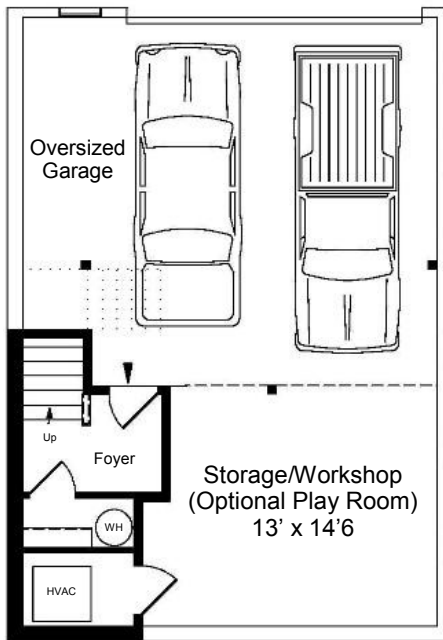 Oversized
Garage
Up
Foyer
Storage/Workshop
(Optional Play Room)
13’ x 14’6
WH
HVAC